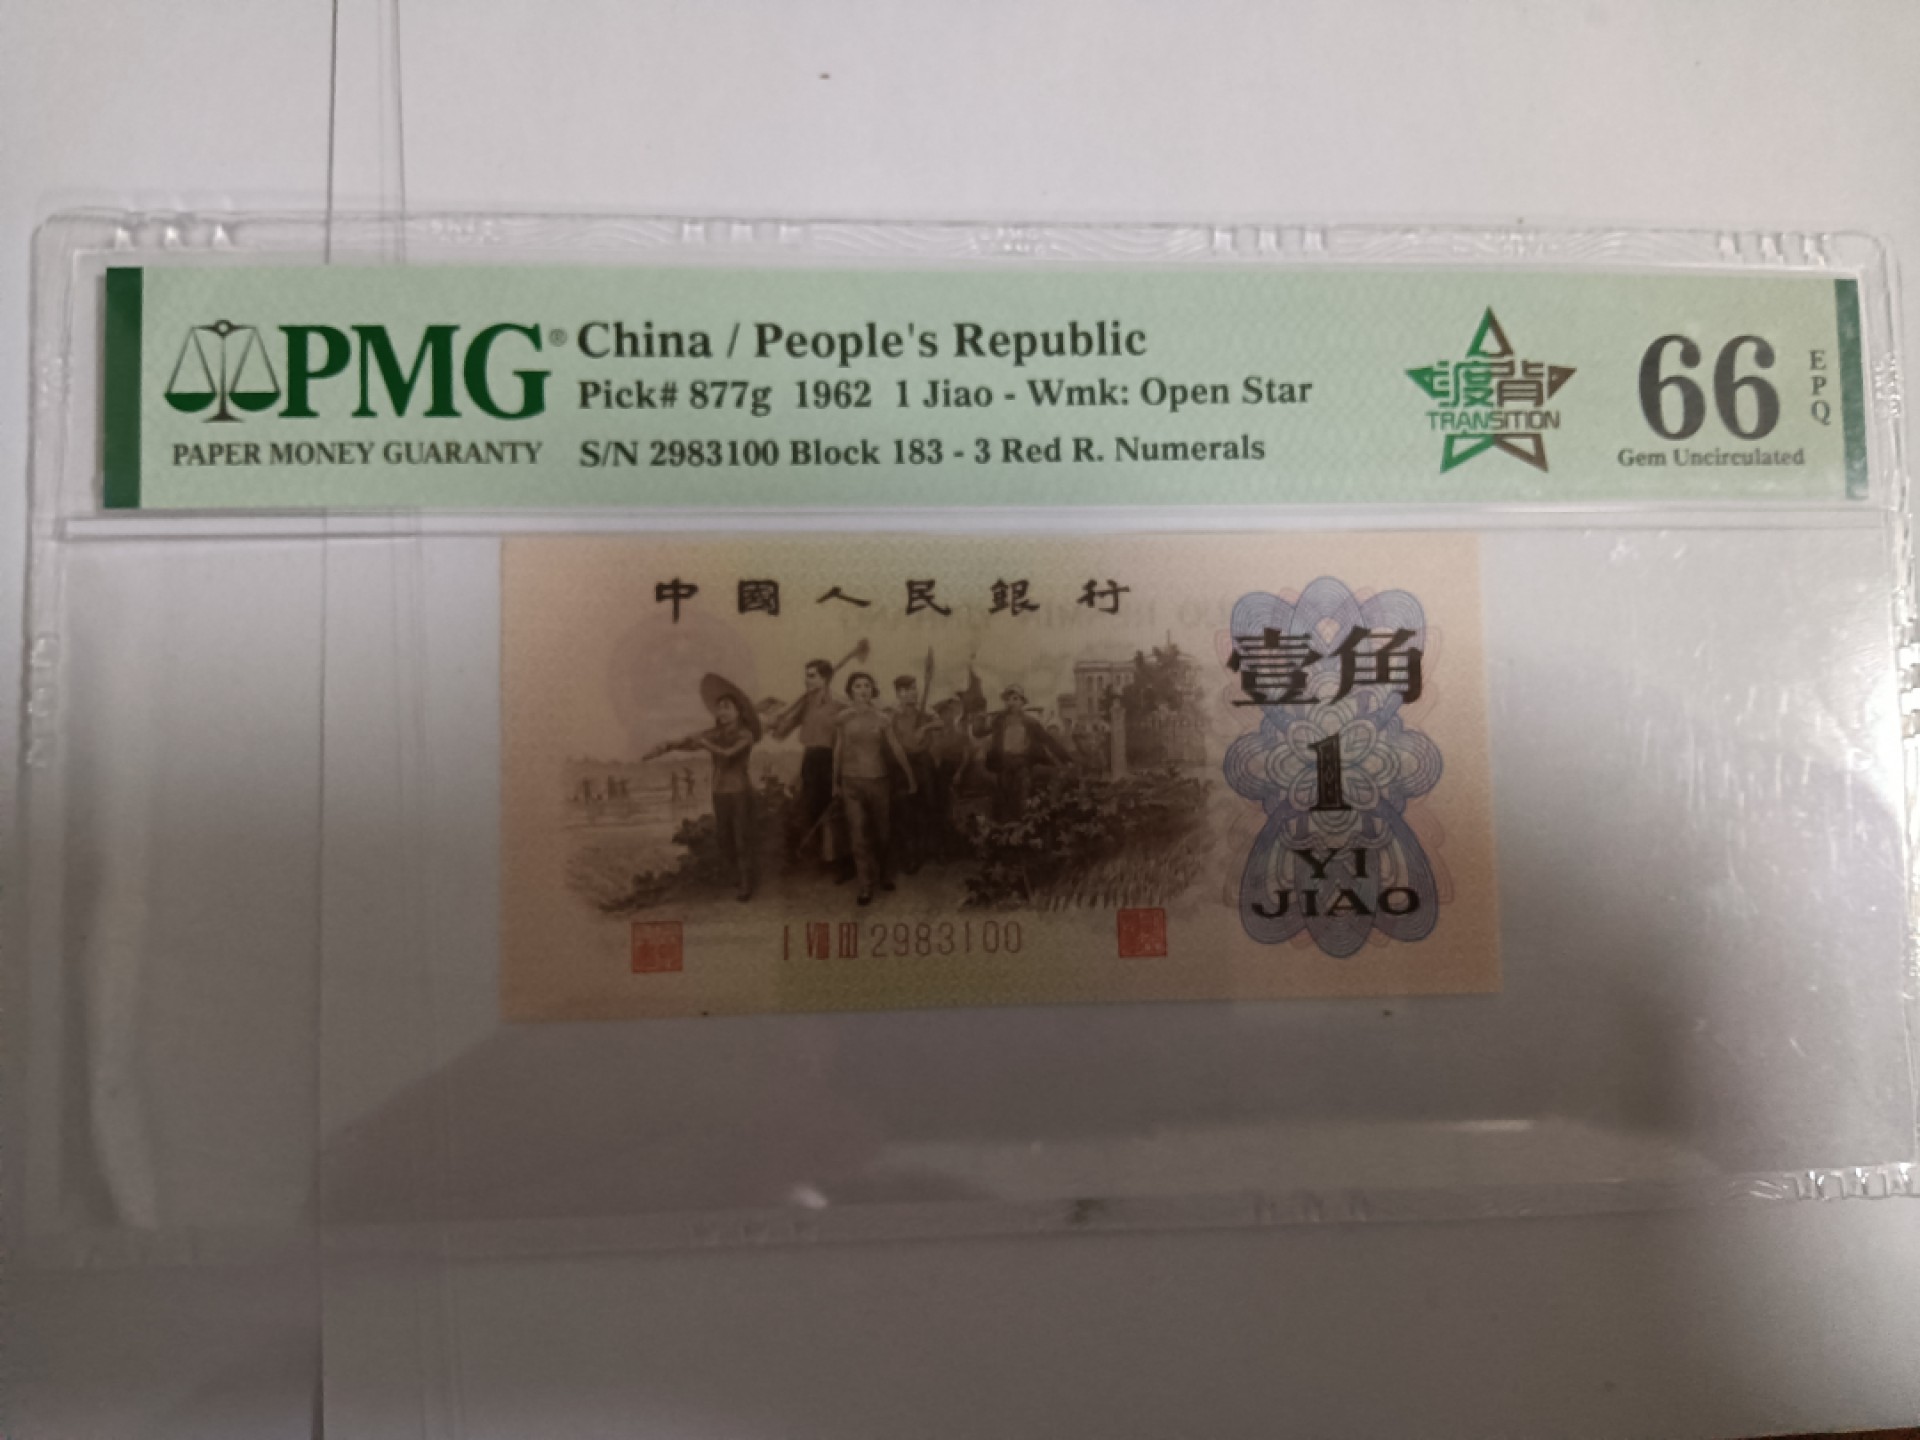 PMG®
PAPER MONEY GUARANTY
China / People's Republic
Pick# 877g 1962 1 Jiao - Wmk: Open Star
S/N 2983100 Block 183 - 3 Red R. Numerals
渡背
TRANSITION
66
EPQ
Gem Uncirculated
中國人民銀行
壹角
1
YI
JIAO
I VIII III 2983100